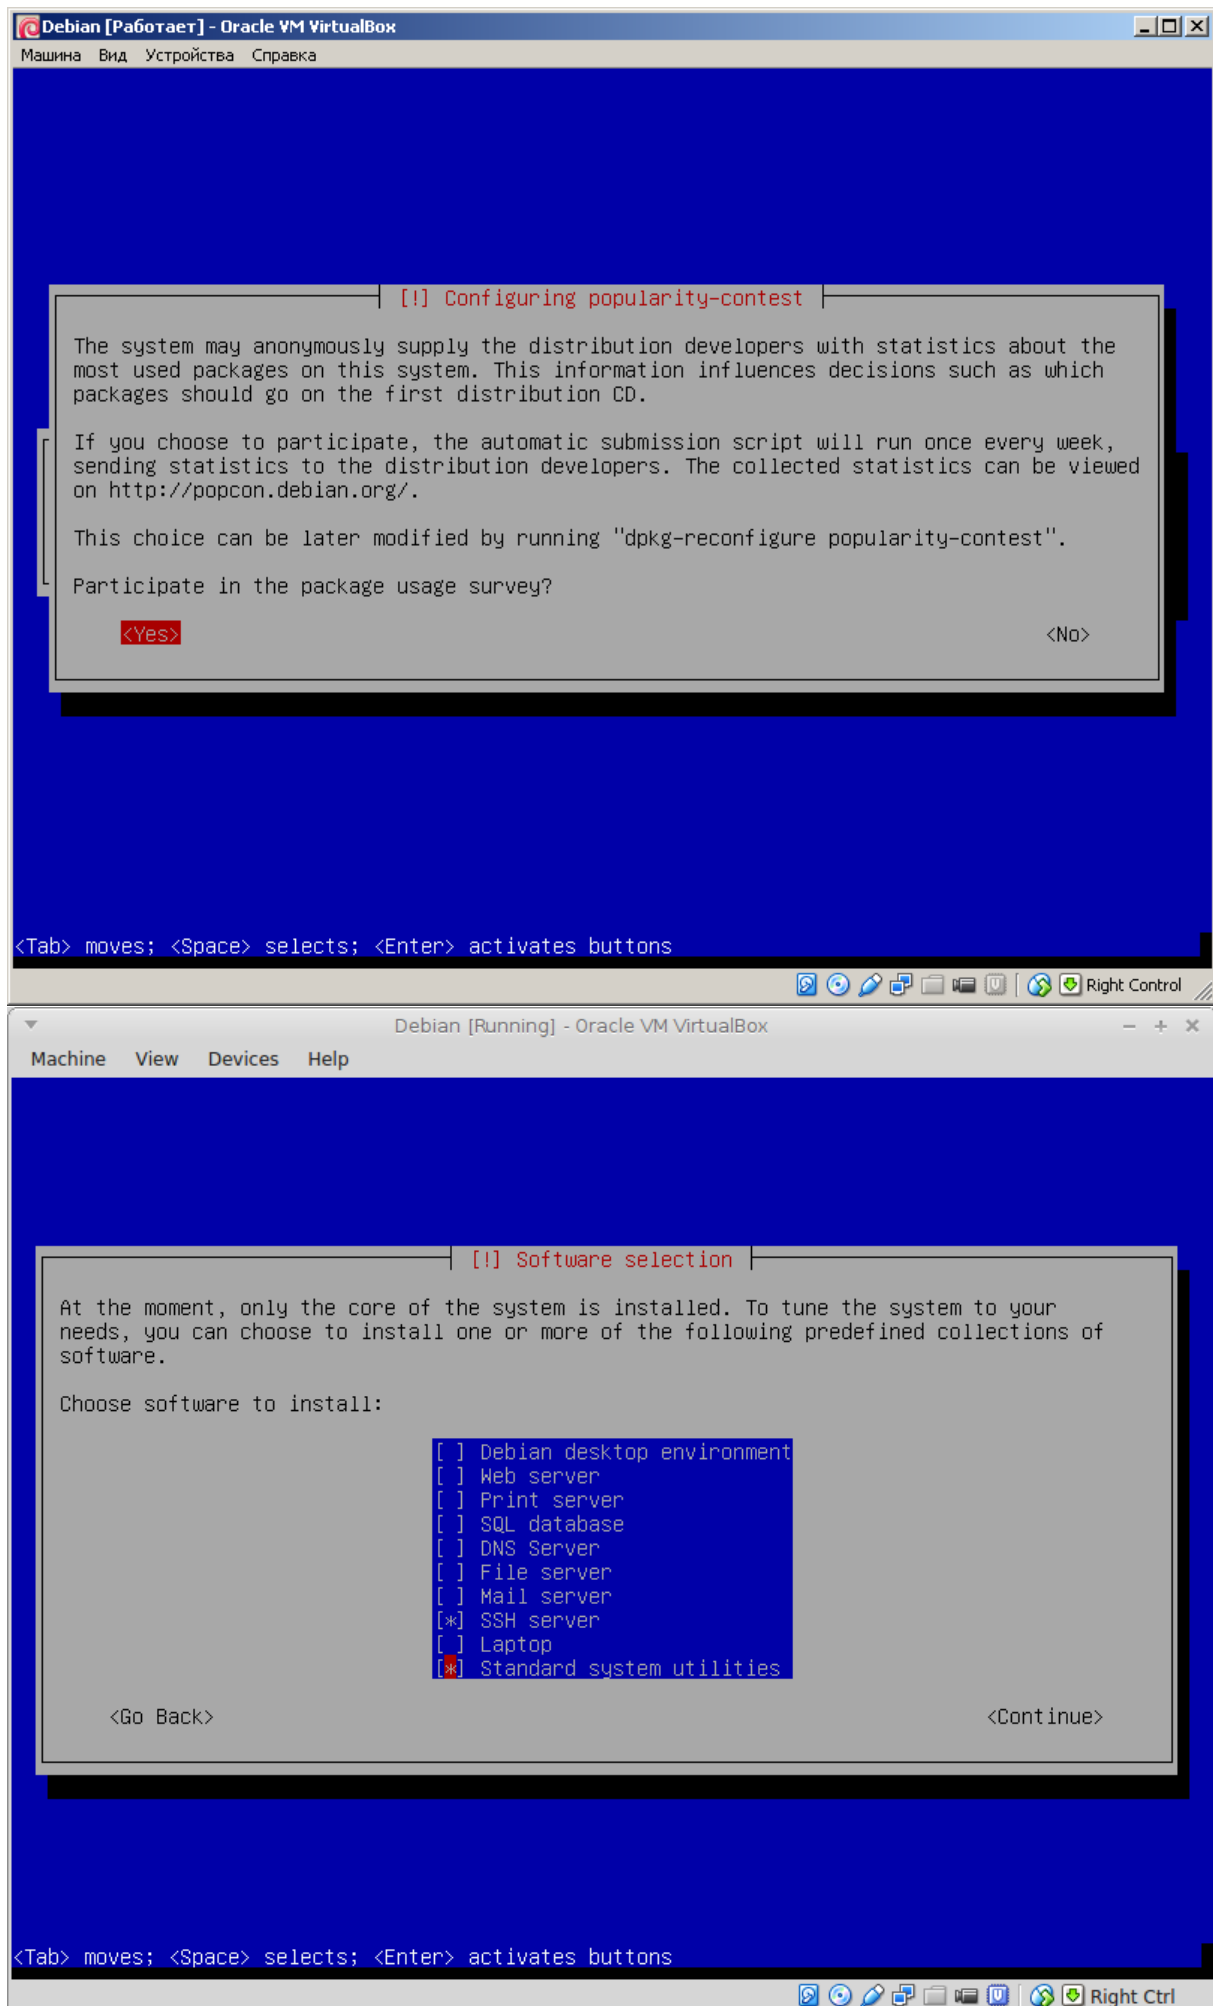 Debian [Работает] - Oracle VM VirtualBox
Машина Вид Устройства Справка
[!] Configuring popularity-contest
The system may anonymously supply the distribution developers with statistics about the
most used packages on this system. This information influences decisions such as which
packages should go on the first distribution CD.
If you choose to participate, the automatic submission script will run once every week,
sending statistics to the distribution developers. The collected statistics can be viewed
on http://popcon.debian.org/.
This choice can be later modified by running "dpkg-reconfigure popularity-contest".
Participate in the package usage survey?
<Yes> <No>
<Tab> moves; <Space> selects; <Enter> activates buttons
Right Control
Debian [Running] - Oracle VM VirtualBox
Machine View Devices Help
[!] Software selection
At the moment, only the core of the system is installed. To tune the system to your
needs, you can choose to install one or more of the following predefined collections of
software.
Choose software to install:
[ ] Debian desktop environment
[ ] Web server
[ ] Print server
[ ] SQL database
[ ] DNS Server
[ ] File server
[ ] Mail server
[*] SSH server
[ ] Laptop
[*] Standard system utilities
<Go Back> <Continue>
<Tab> moves; <Space> selects; <Enter> activates buttons
Right Ctrl